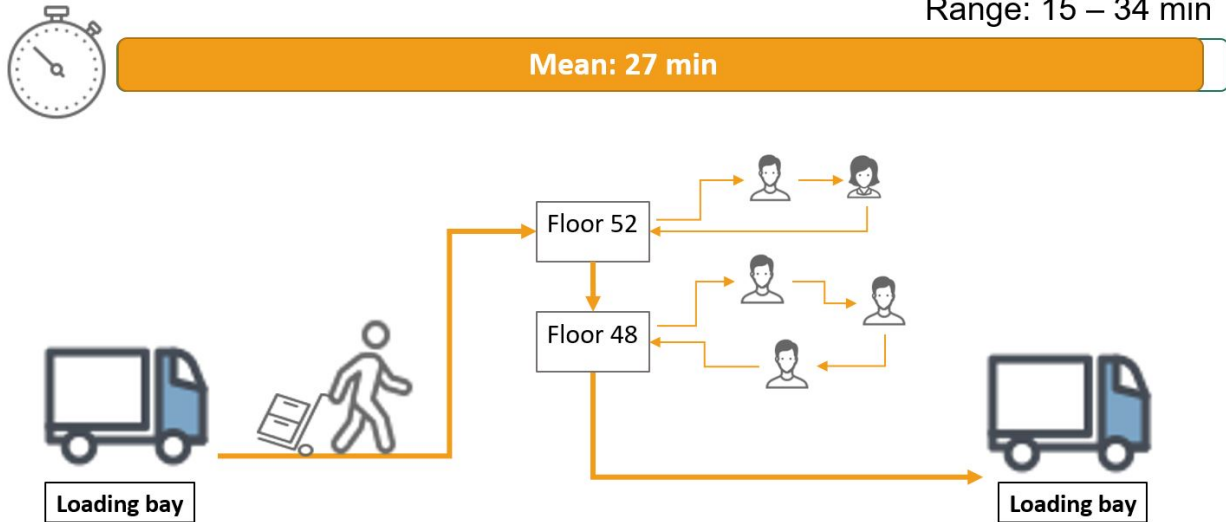 Range: 15 – 34 min
Mean: 27 min
Floor 52
Floor 48
Loading bay
Loading bay